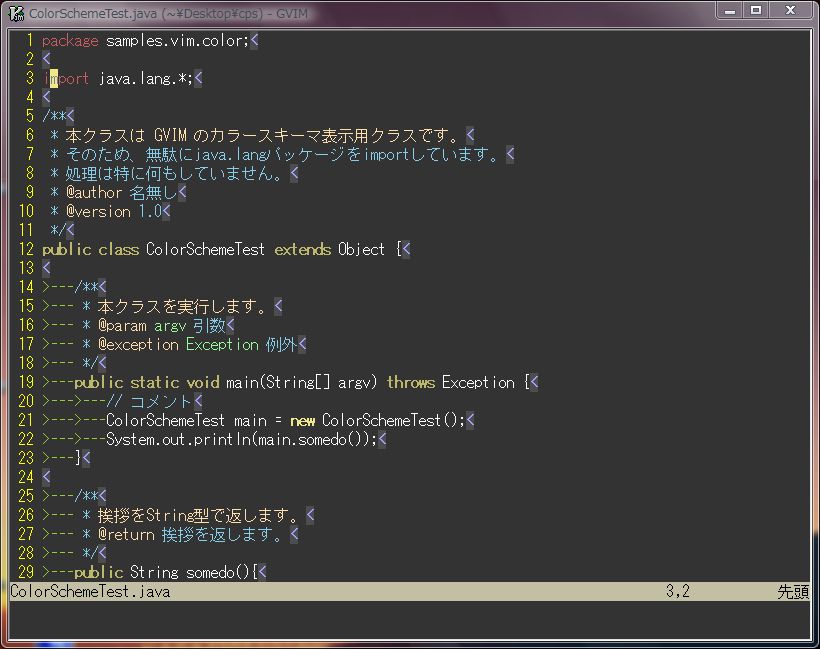 ColorSchemeTest.java (~¥Desktop¥cps) - GVIM
1 package samples.vim.color;<
2 <
3 import java.lang.*;<
4 <
5 /**<
6  * 本クラスは GVIM のカラースキーマ表示用クラスです。<
7  * そのため、無駄にjava.langパッケージをimportしています。<
8  * 処理は特に何もしていません。<
9  * @author 名無し<
10  * @version 1.0<
11  */<
12 public class ColorSchemeTest extends Object {<
13 <
14 >---/**<
15 >--- * 本クラスを実行します。<
16 >--- * @param argv 引数<
17 >--- * @exception Exception 例外<
18 >--- */<
19 >---public static void main(String[] argv) throws Exception {<
20 >--->---// コメント<
21 >--->---ColorSchemeTest main = new ColorSchemeTest();<
22 >--->---System.out.println(main.somedo());<
23 >---}<
24 <
25 >---/**<
26 >--- * 挨拶をString型で返します。<
27 >--- * @return 挨拶を返します。<
28 >--- */<
29 >---public String somedo(){<
ColorSchemeTest.java 3,2 先頭